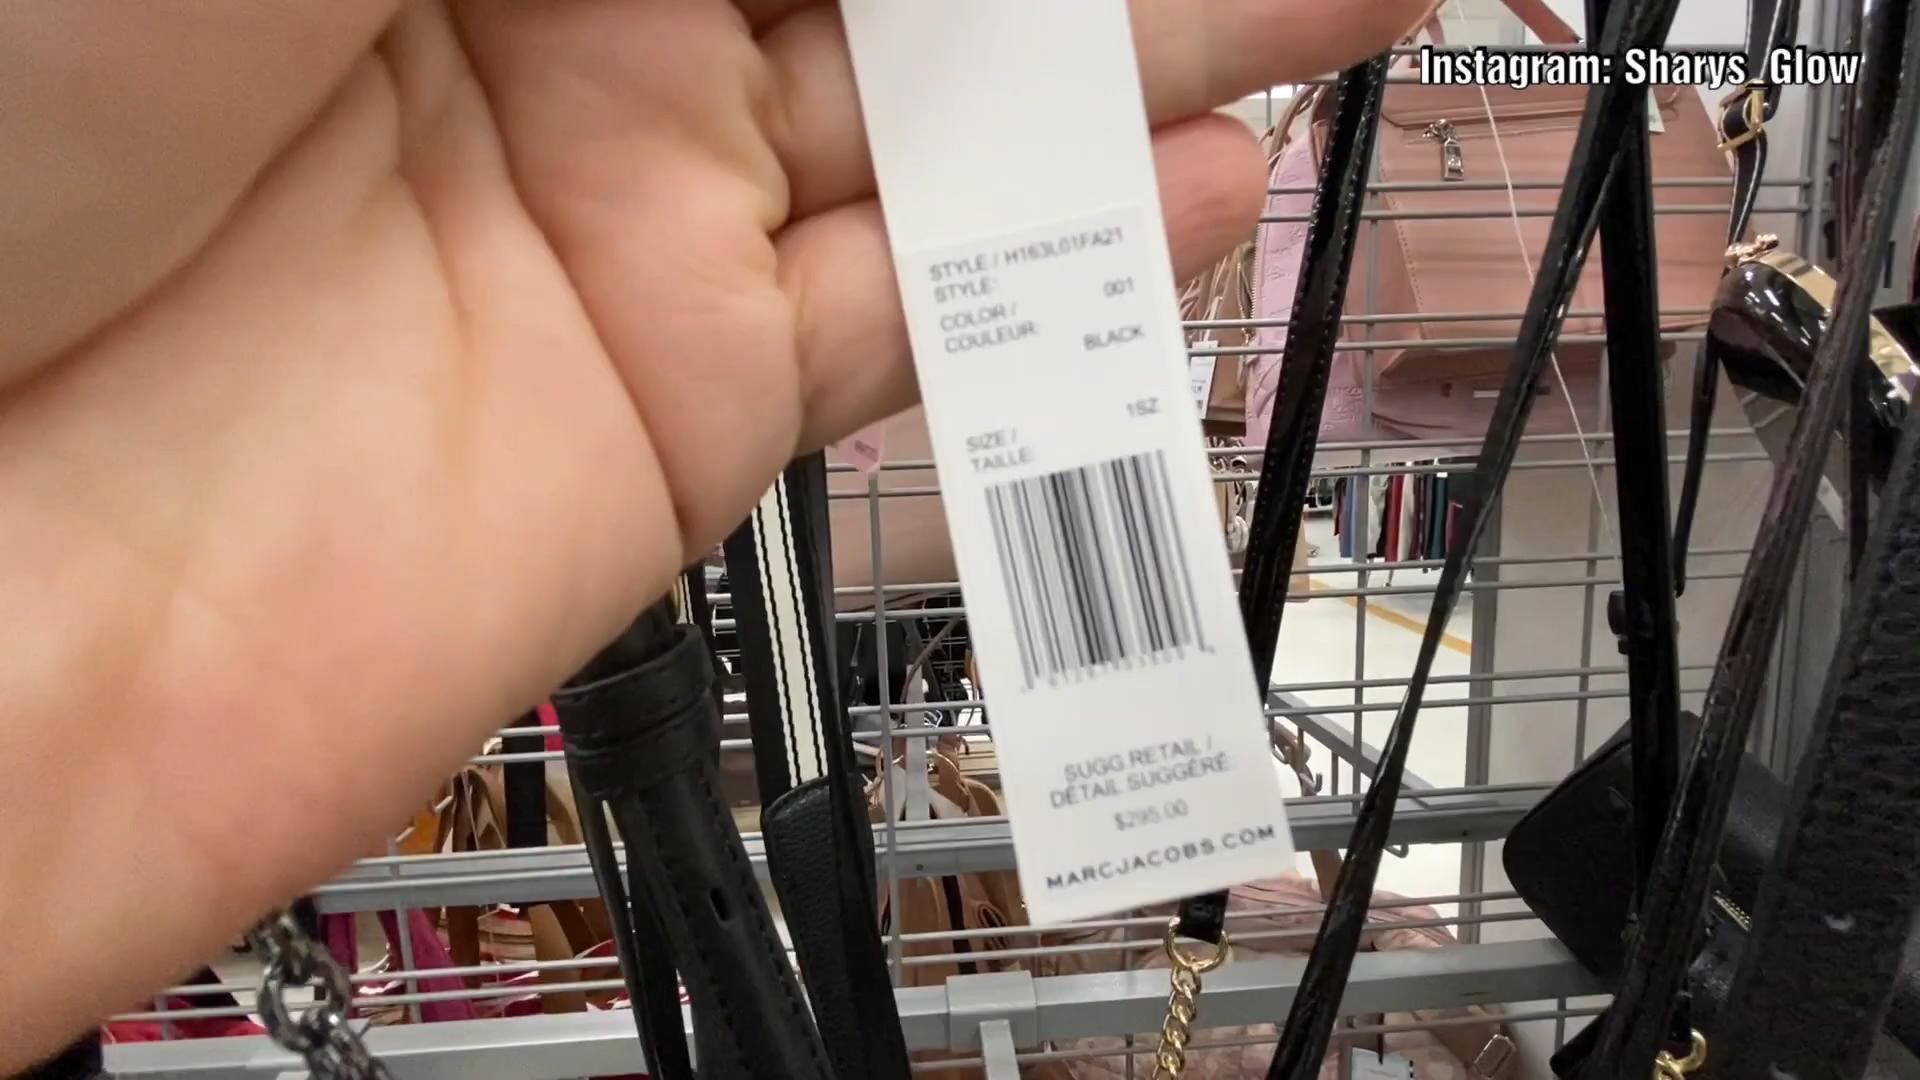 Instagram: Sharys_Glow
STYLE / H163L01FA21
STYLE:
COLOR / 001
COULEUR: BLACK
1SZ
SIZE /
TAILLE
SUGG RETAIL /
DÉTAIL SUGGÉRÉ:
$295.00
MARCJACOBS.COM